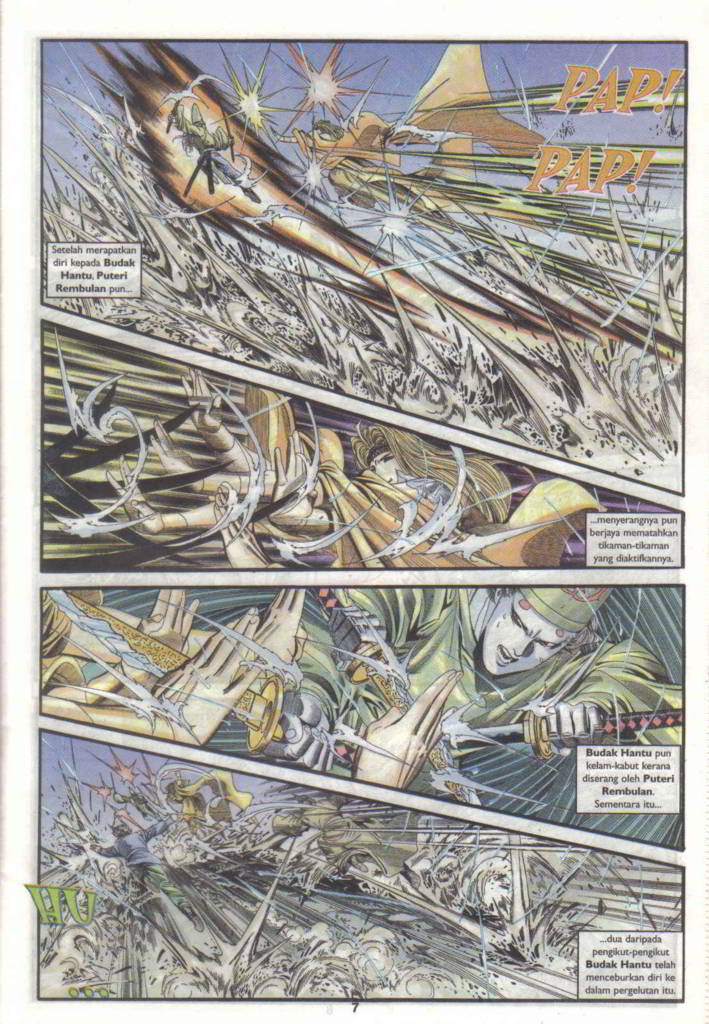 PAP!
PAP!
Setelah merapatkan
diri kepada Budak
Hantu, Puteri
Rembulan pun...
...menyerangnya pun
berjaya mematahkan
tikaman-tikaman
yang diaktifkannya.
Budak Hantu pun
kelam-kabut kerana
diserang oleh Puteri
Rembulan.
Sementara itu...
HU
...dua daripada
pengikut-pengikut
Budak Hantu telah
menceburkan diri ke
dalam pergelutan itu.
7